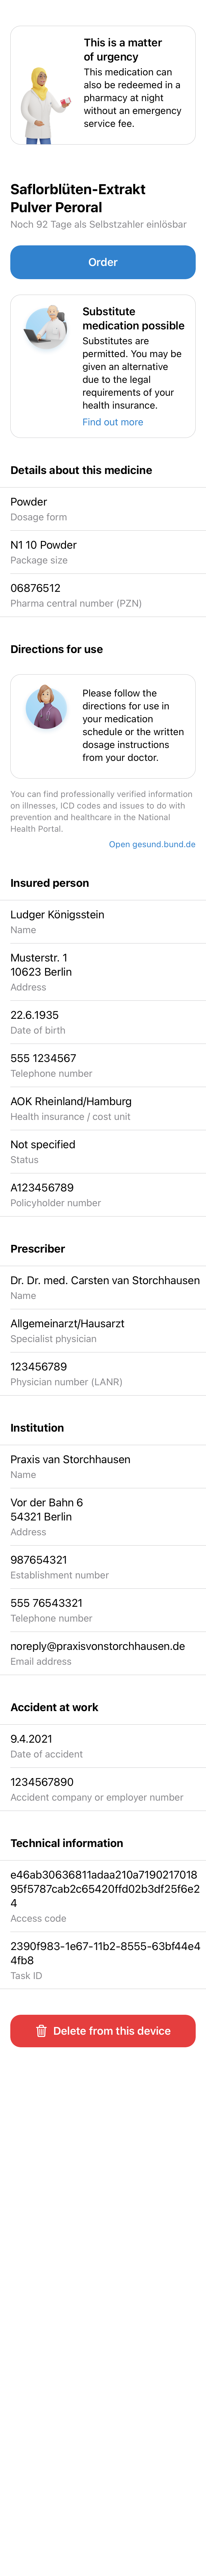 This is a matter
of urgency
This medication can
also be redeemed in a
pharmacy at night
without an emergency
service fee.
Saflorblüten-Extrakt
Pulver Peroral
Noch 92 Tage als Selbstzahler einlösbar
Order
Substitute
medication possible
Substitutes are
permitted. You may be
given an alternative
due to the legal
requirements of your
health insurance.
Find out more
Details about this medicine
Powder
Dosage form
N1 10 Powder
Package size
06876512
Pharma central number (PZN)
Directions for use
Please follow the
directions for use in
your medication
schedule or the written
dosage instructions
from your doctor.
You can find professionally verified information
on illnesses, ICD codes and issues to do with
prevention and healthcare in the National
Health Portal.
Open gesund.bund.de
Insured person
Ludger Königsstein
Name
Musterstr. 1
10623 Berlin
Address
22.6.1935
Date of birth
555 1234567
Telephone number
AOK Rheinland/Hamburg
Health insurance / cost unit
Not specified
Status
A123456789
Policyholder number
Prescriber
Dr. Dr. med. Carsten van Storchhausen
Name
Allgemeinarzt/Hausarzt
Specialist physician
123456789
Physician number (LANR)
Institution
Praxis van Storchhausen
Name
Vor der Bahn 6
54321 Berlin
Address
987654321
Establishment number
555 76543321
Telephone number
noreply@praxisvonstorchhausen.de
Email address
Accident at work
9.4.2021
Date of accident
1234567890
Accident company or employer number
Technical information
e46ab30636811adaa210a7190217018
95f5787cab2c65420ffd02b3df25f6e2
4
Access code
2390f983-1e67-11b2-8555-63bf44e4
4fb8
Task ID
Delete from this device